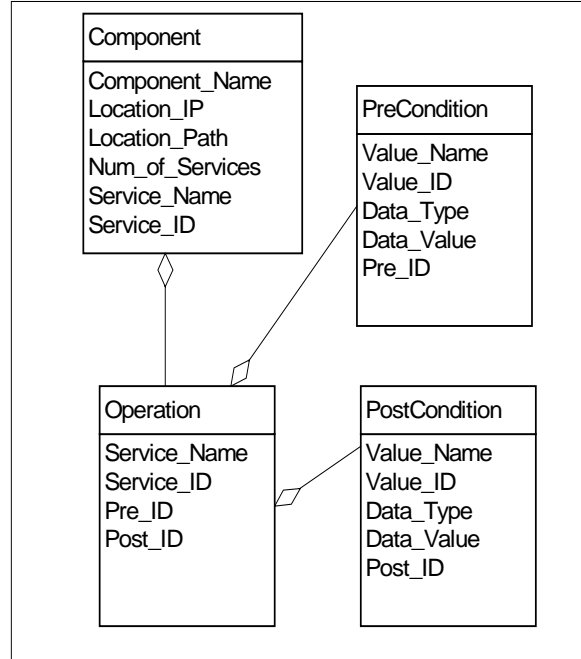 Component
Component_Name
Location_IP
Location_Path
Num_of_Services
Service_Name
Service_ID
PreCondition
Value_Name
Value_ID
Data_Type
Data_Value
Pre_ID
Operation
Service_Name
Service_ID
Pre_ID
Post_ID
PostCondition
Value_Name
Value_ID
Data_Type
Data_Value
Post_ID